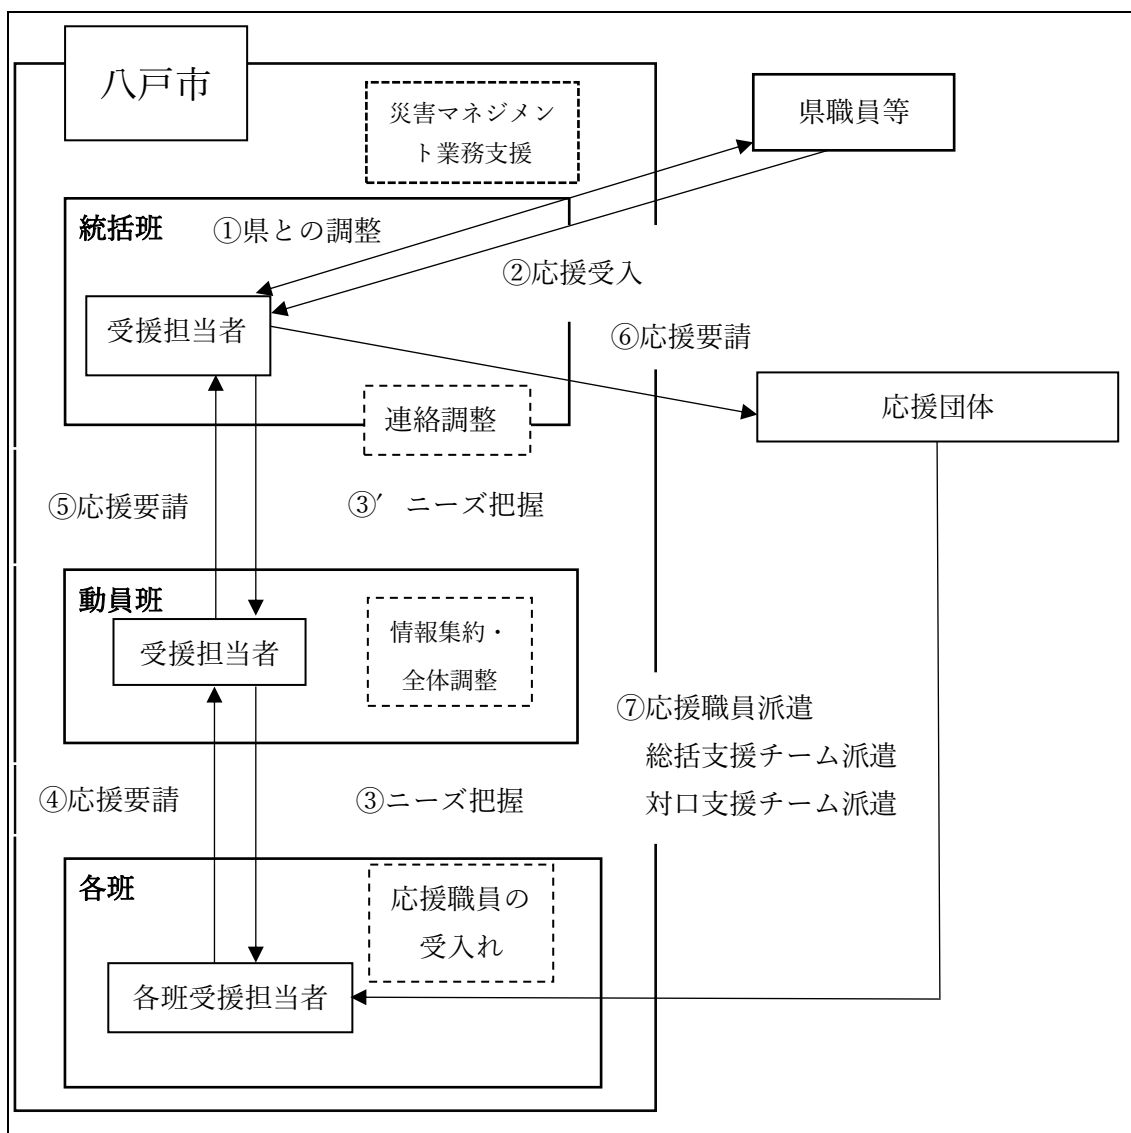 八戸市
災害マネジメン
ト業務支援
県職員等
統括班
①県との調整
②応援受入
受援担当者
⑥応援要請
応援団体
連絡調整
⑤応援要請
③′ ニーズ把握
動員班
受援担当者
情報集約・
全体調整
⑦応援職員派遣
総括支援チーム派遣
対口支援チーム派遣
④応援要請
③ニーズ把握
各班
応援職員の
受入れ
各班受援担当者